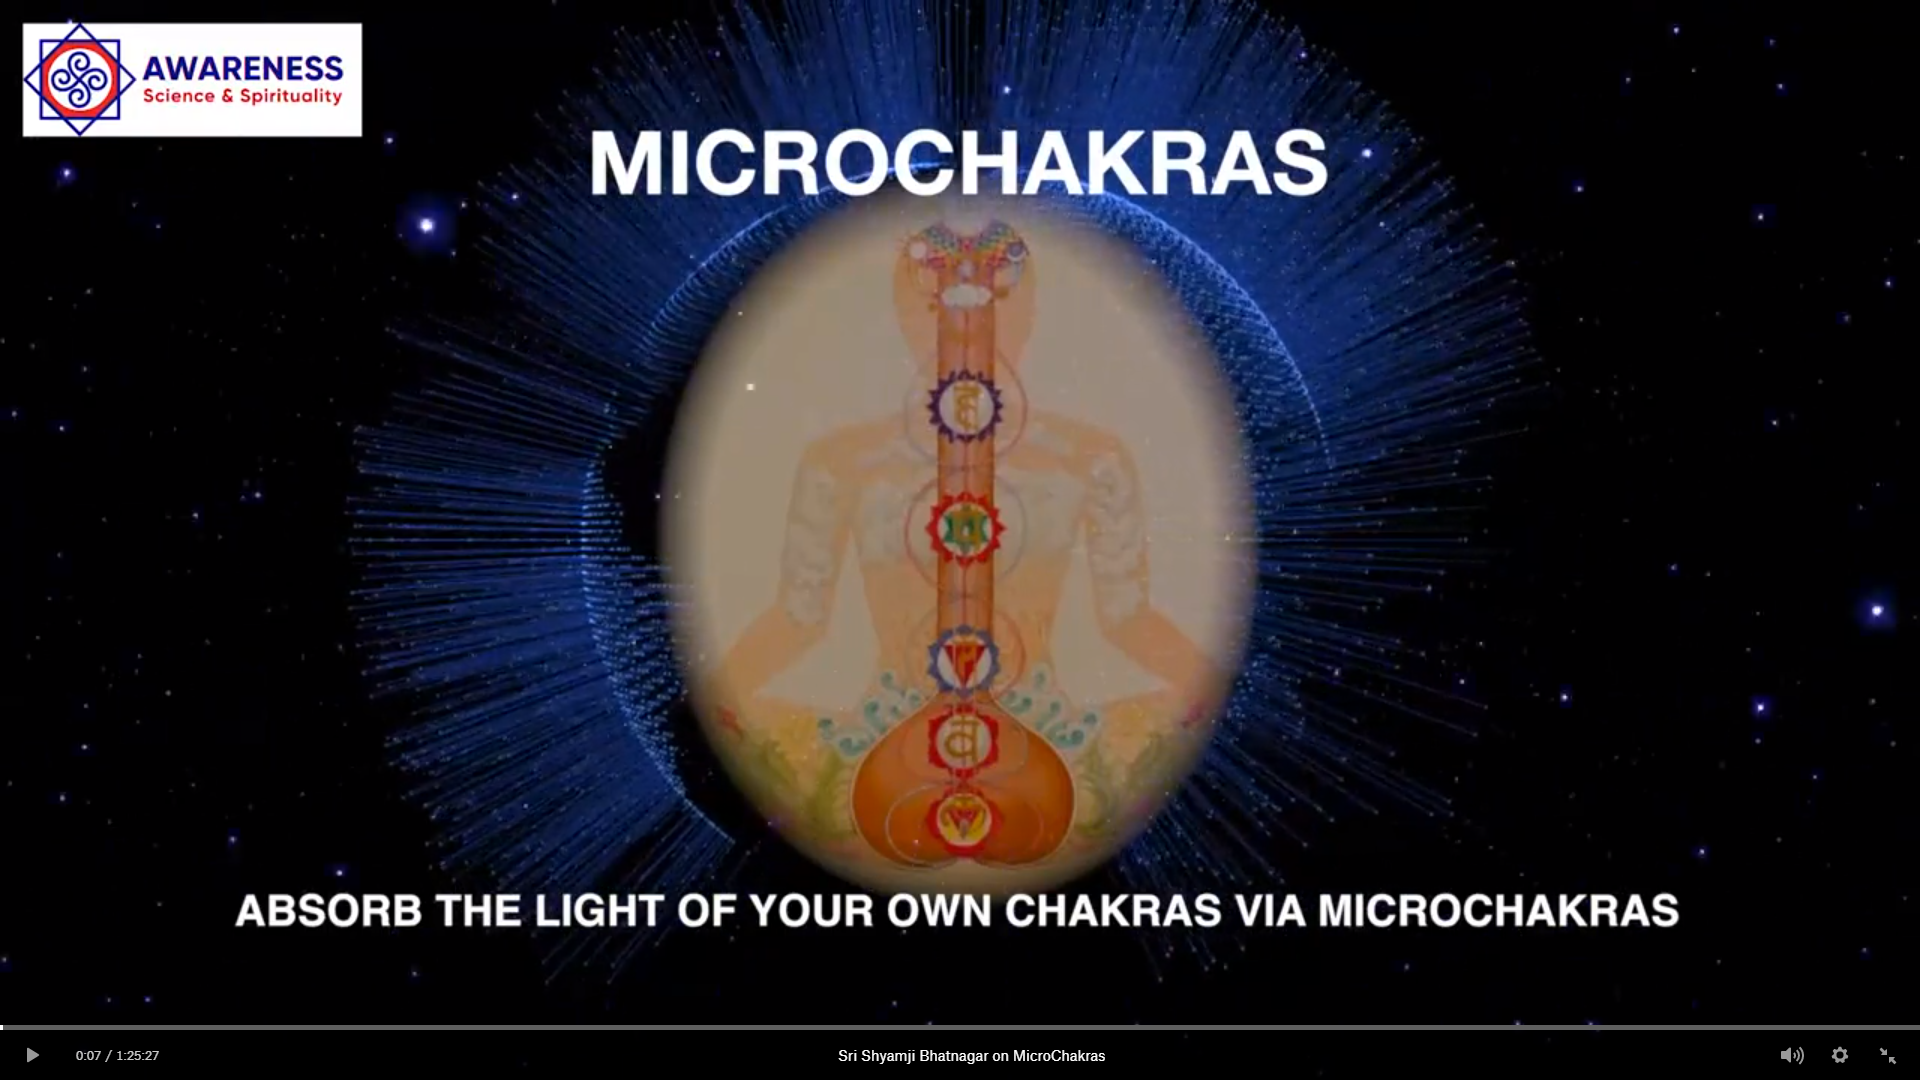 AWARENESS
Science & Spirituality
MICROCHAKRAS
हं
यं
रं
वं
ABSORB THE LIGHT OF YOUR OWN CHAKRAS VIA MICROCHAKRAS
0:07 / 1:25:27
Sri Shyamji Bhatnagar on MicroChakras